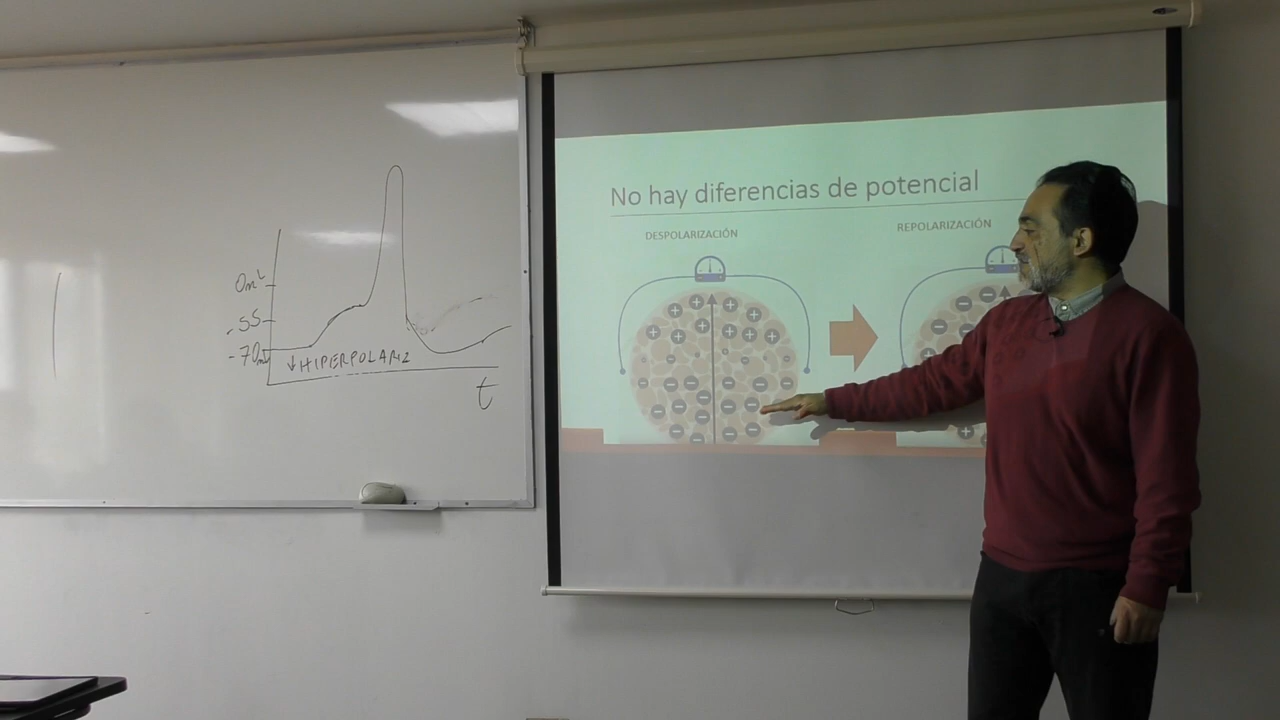 0mV
-55
-70mV
↓HIPERPOLARIZ
t
No hay diferencias de potencial
DESPOLARIZACIÓN
REPOLARIZACIÓN